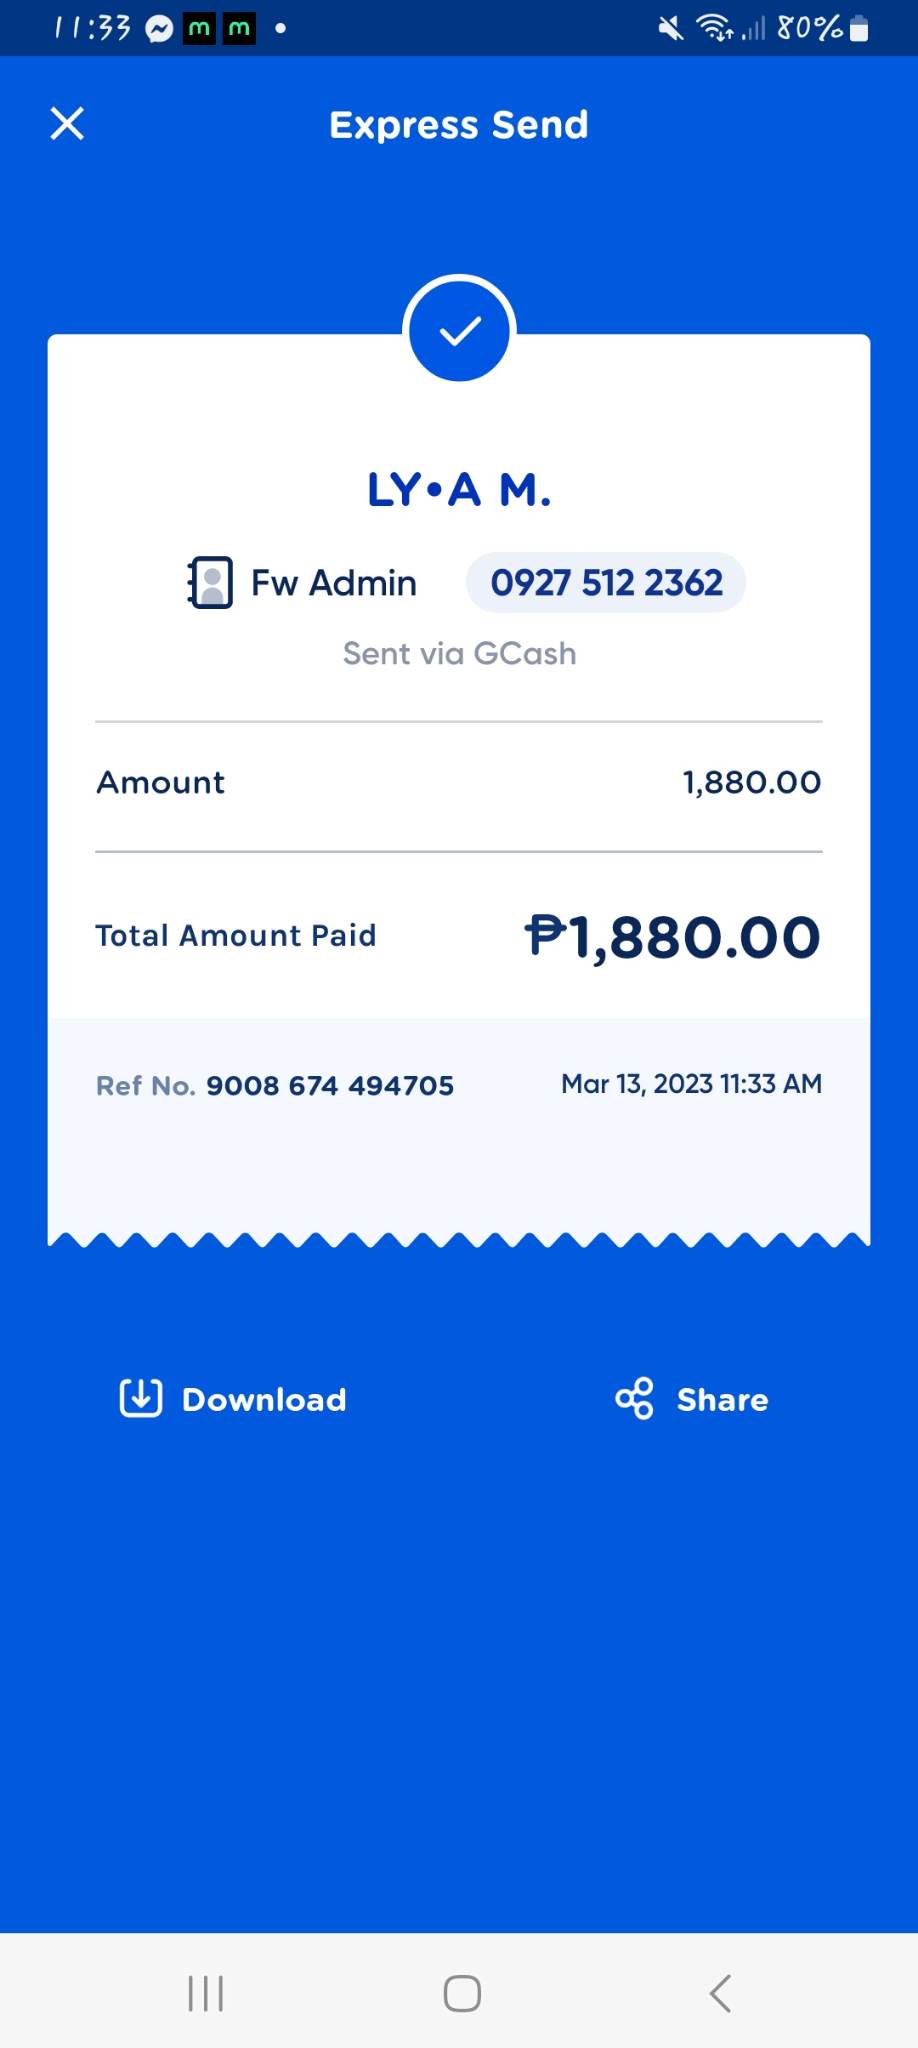 11:33 m m 80%
Express Send
LY•A M.
Fw Admin 0927 512 2362
Sent via GCash
Amount 1,880.00
Total Amount Paid ₱1,880.00
Ref No. 9008 674 494705 Mar 13, 2023 11:33 AM
Download Share